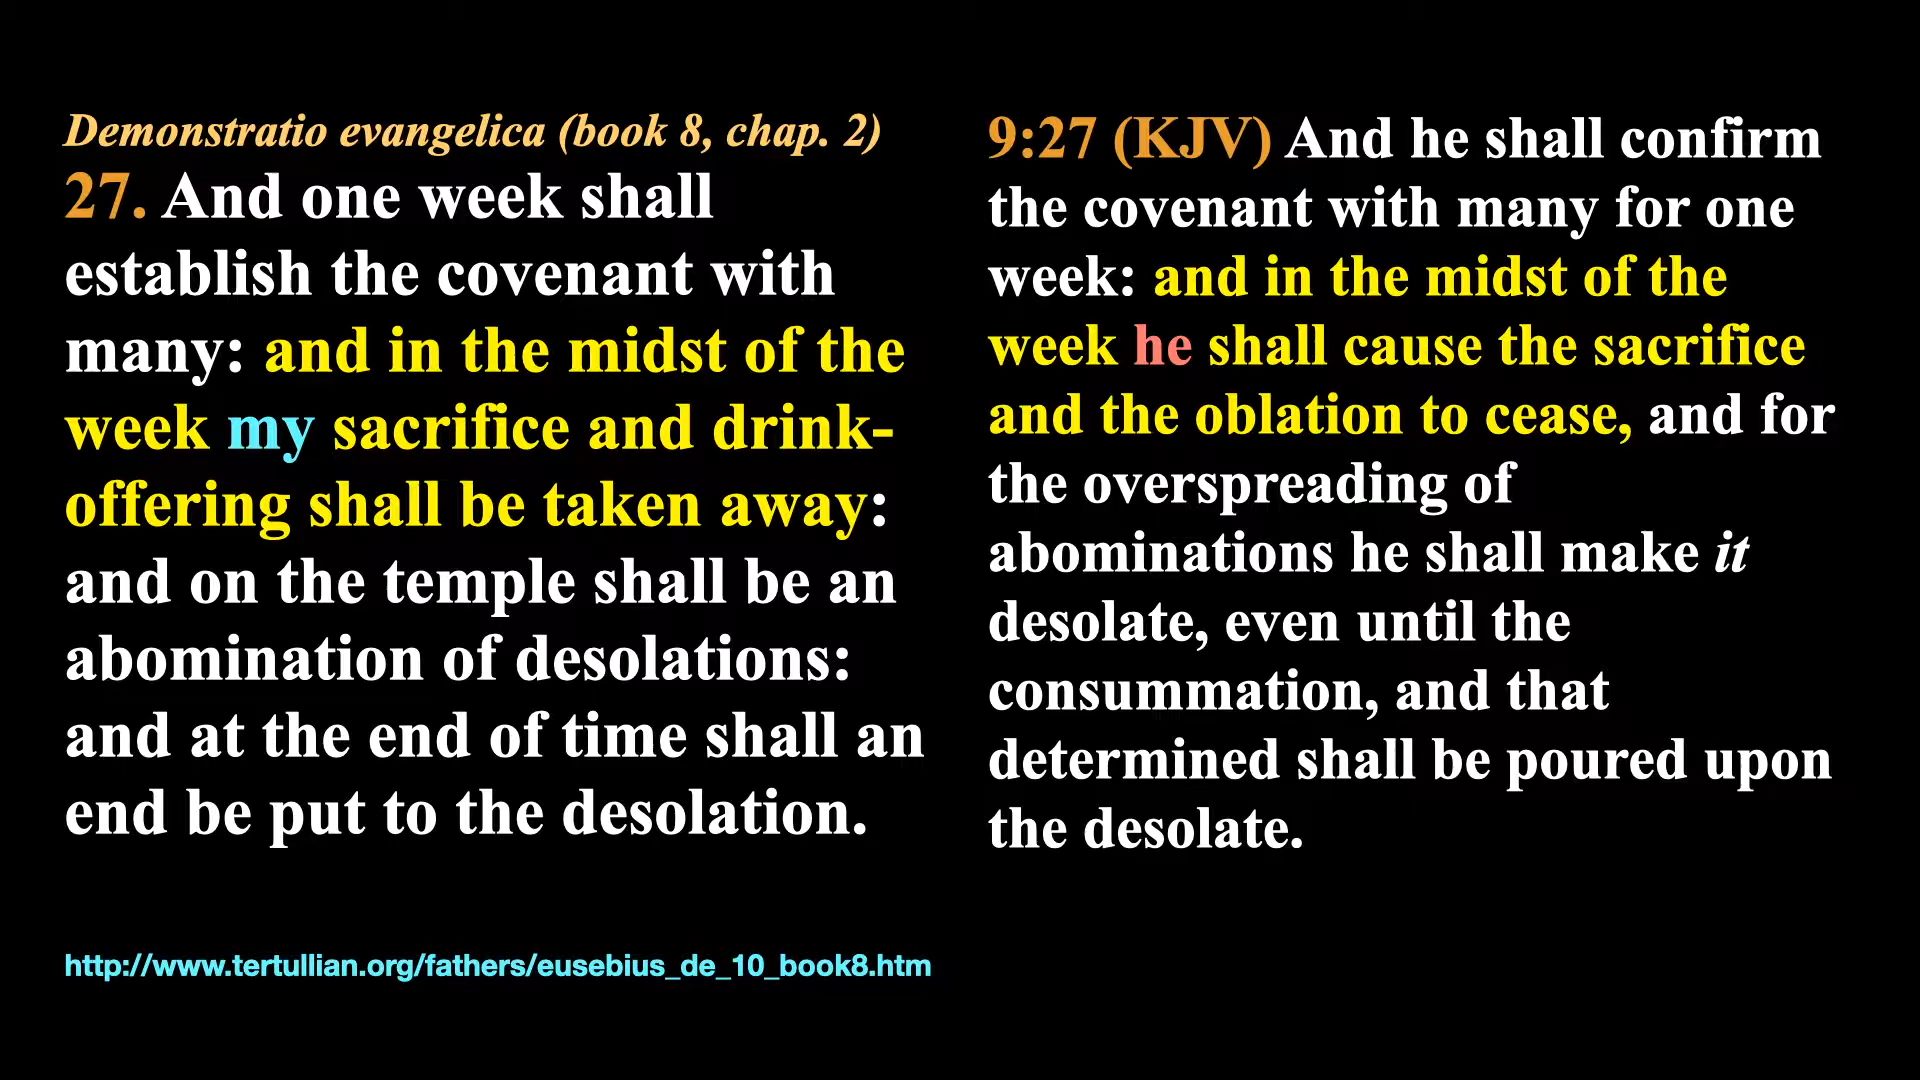 Demonstratio evangelica (book 8, chap. 2)
27. And one week shall
establish the covenant with
many: and in the midst of the
week my sacrifice and drink-
offering shall be taken away:
and on the temple shall be an
abomination of desolations:
and at the end of time shall an
end be put to the desolation.
http://www.tertullian.org/fathers/eusebius_de_10_book8.htm
9:27 (KJV) And he shall confirm
the covenant with many for one
week: and in the midst of the
week he shall cause the sacrifice
and the oblation to cease, and for
the overspreading of
abominations he shall make it
desolate, even until the
consummation, and that
determined shall be poured upon
the desolate.